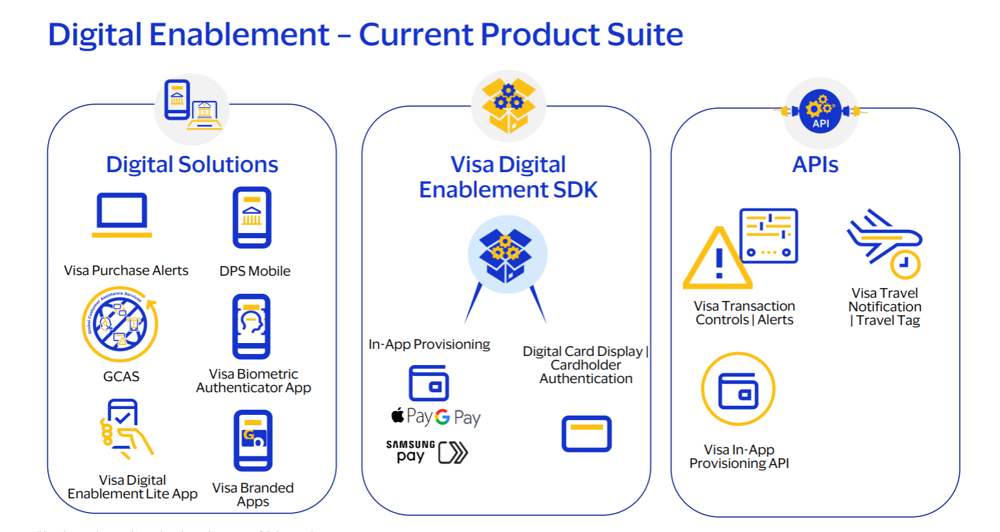 Digital Enablement – Current Product Suite
Digital Solutions
Visa Purchase Alerts
DPS Mobile
Global Customer Assistance Services
GCAS
Visa Biometric
Authenticator App
G
Visa Digital
Enablement Lite App
Visa Branded
Apps
Visa Digital
Enablement SDK
In-App Provisioning
Pay G Pay
SAMSUNG
pay
Digital Card Display |
Cardholder
Authentication
API
APIs
Visa Transaction
Controls | Alerts
Visa Travel
Notification
| Travel Tag
Visa In-App
Provisioning API